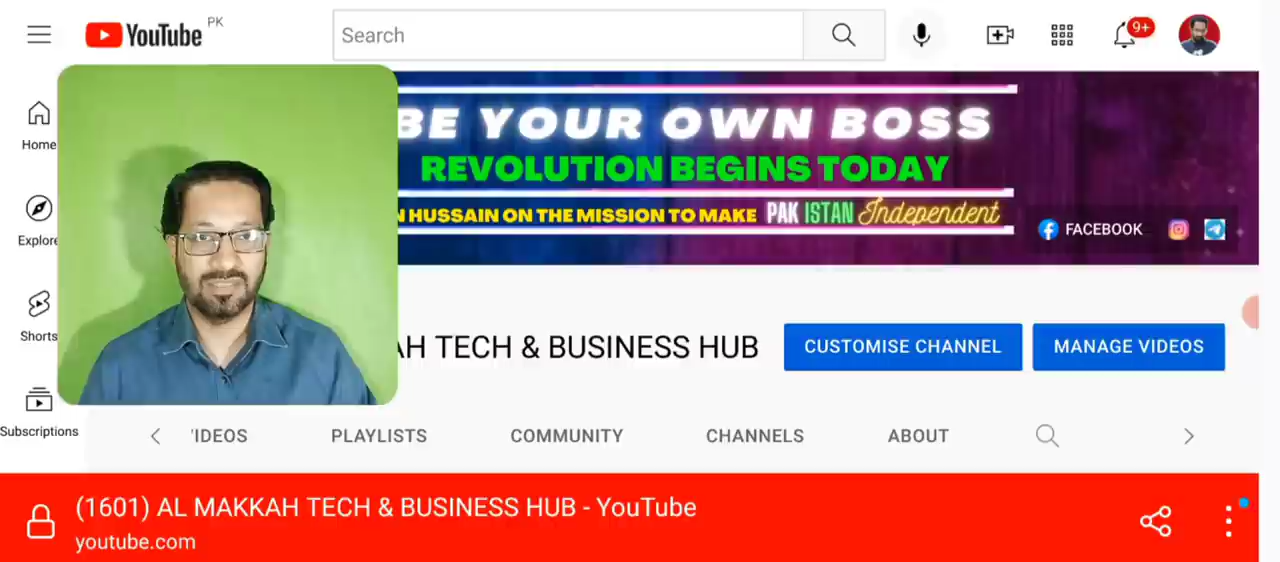 YouTube PK
Search
9+
Home
Explore
Shorts
Subscriptions
BE YOUR OWN BOSS
REVOLUTION BEGINS TODAY
N HUSSAIN ON THE MISSION TO MAKE PAKISTAN Independent
FACEBOOK
AH TECH & BUSINESS HUB
CUSTOMISE CHANNEL
MANAGE VIDEOS
VIDEOS
PLAYLISTS
COMMUNITY
CHANNELS
ABOUT
(1601) AL MAKKAH TECH & BUSINESS HUB - YouTube
youtube.com